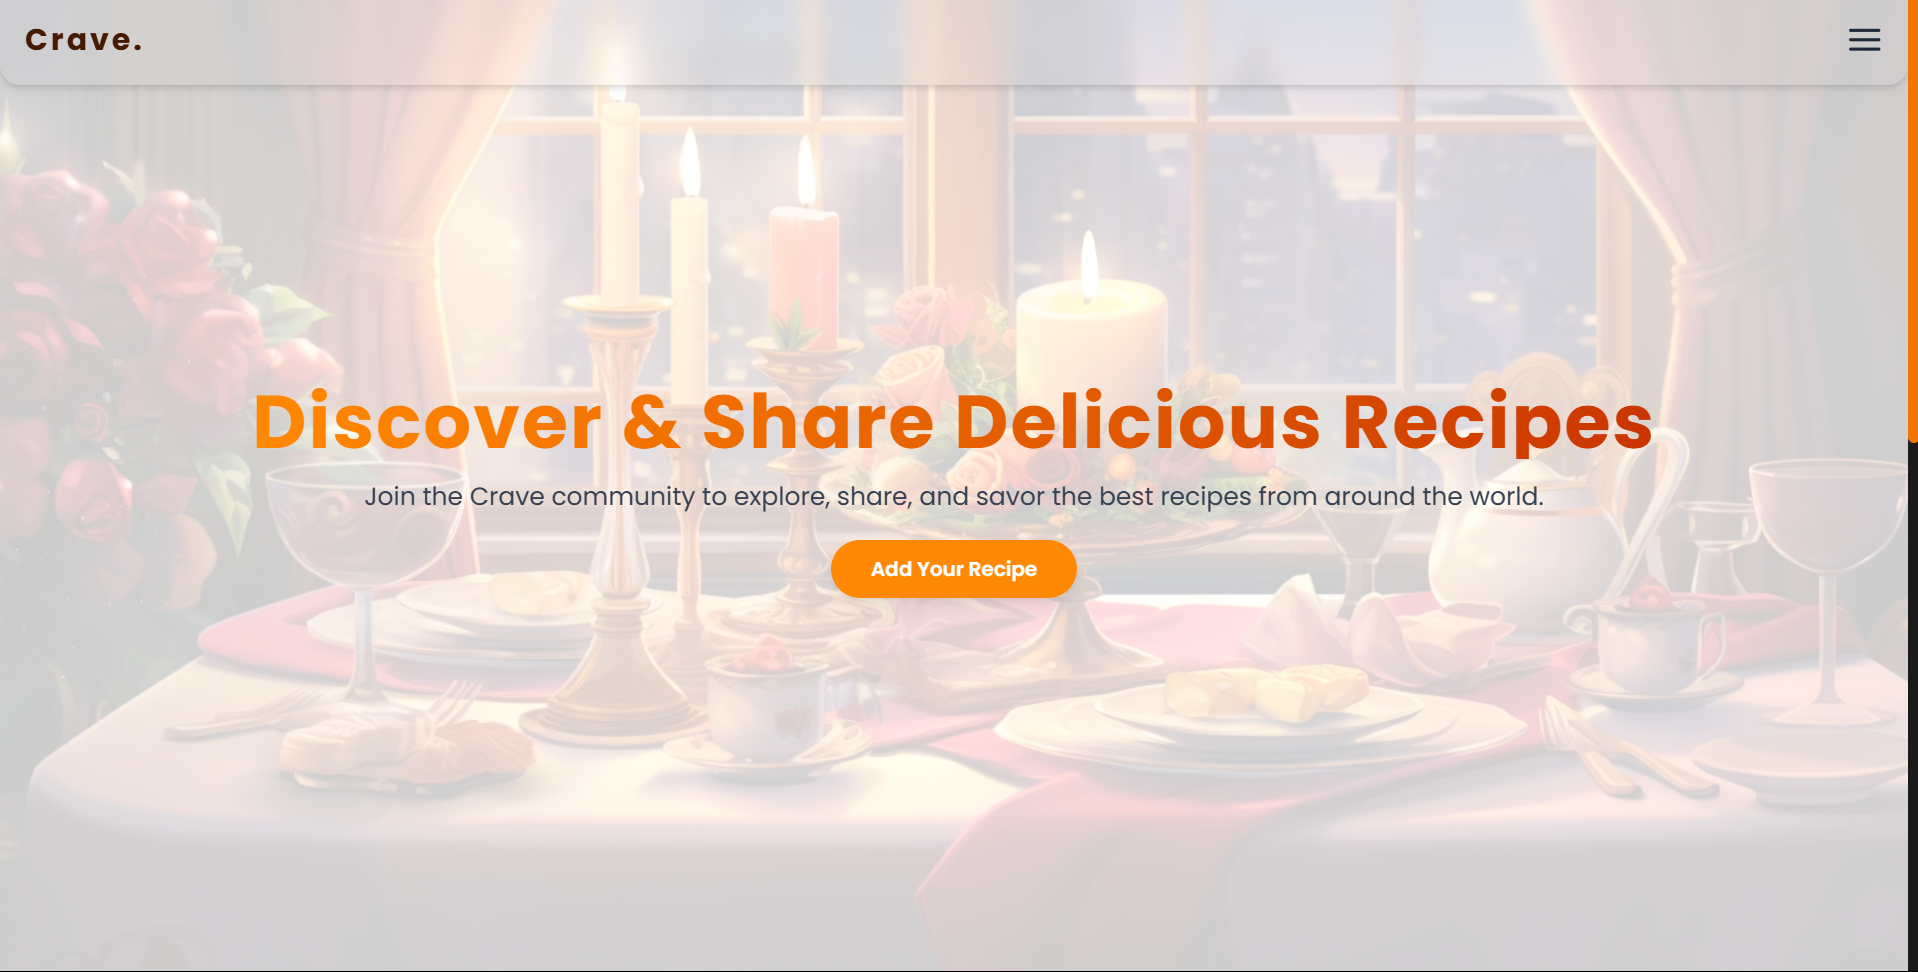 Crave.
Discover & Share Delicious Recipes
Join the Crave community to explore, share, and savor the best recipes from around the world.
Add Your Recipe